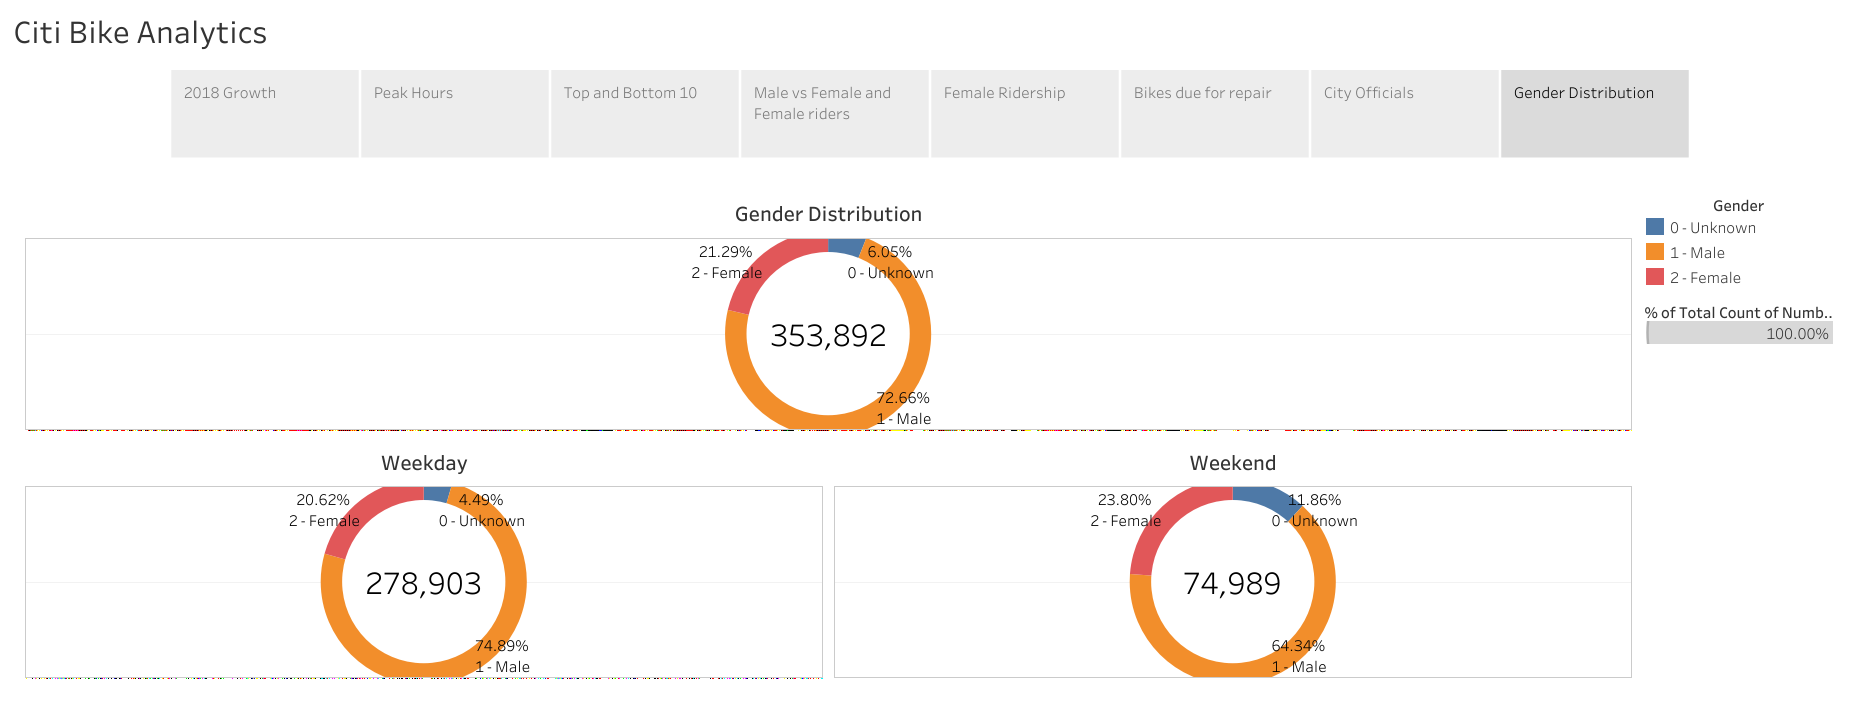 Citi Bike Analytics
2018 Growth
Peak Hours
Top and Bottom 10
Male vs Female and
Female riders
Female Ridership
Bikes due for repair
City Officials
Gender Distribution
Gender Distribution
21.29%
2 - Female
6.05%
0 - Unknown
353,892
72.66%
1 - Male
Gender
0 - Unknown
1 - Male
2 - Female
% of Total Count of Numb..
100.00%
Weekday
20.62%
2 - Female
4.49%
0 - Unknown
278,903
74.89%
1 - Male
Weekend
23.80%
2 - Female
11.86%
0 - Unknown
74,989
64.34%
1 - Male